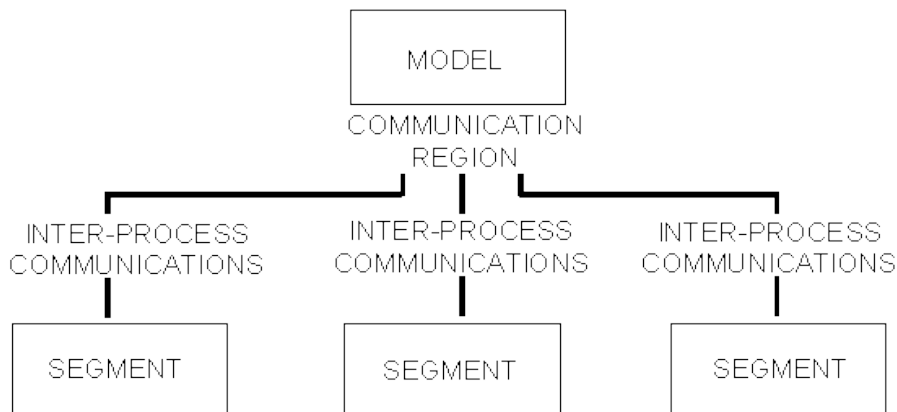 MODEL
COMMUNICATION
REGION
INTER-PROCESS
COMMUNICATIONS
INTER-PROCESS
COMMUNICATIONS
INTER-PROCESS
COMMUNICATIONS
SEGMENT
SEGMENT
SEGMENT